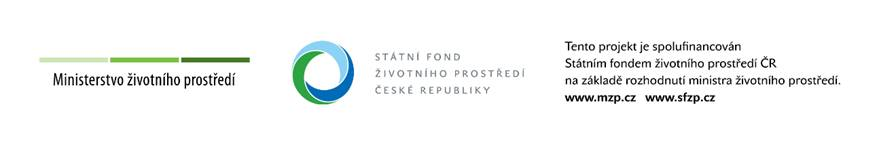 Ministerstvo životního prostředí
STÁTNÍ FOND
ŽIVOTNÍHO PROSTŘEDÍ
ČESKÉ REPUBLIKY
Tento projekt je spolufinancován
Státním fondem životního prostředí ČR
na základě rozhodnutí ministra životního prostředí.
www.mzp.cz www.sfzp.cz